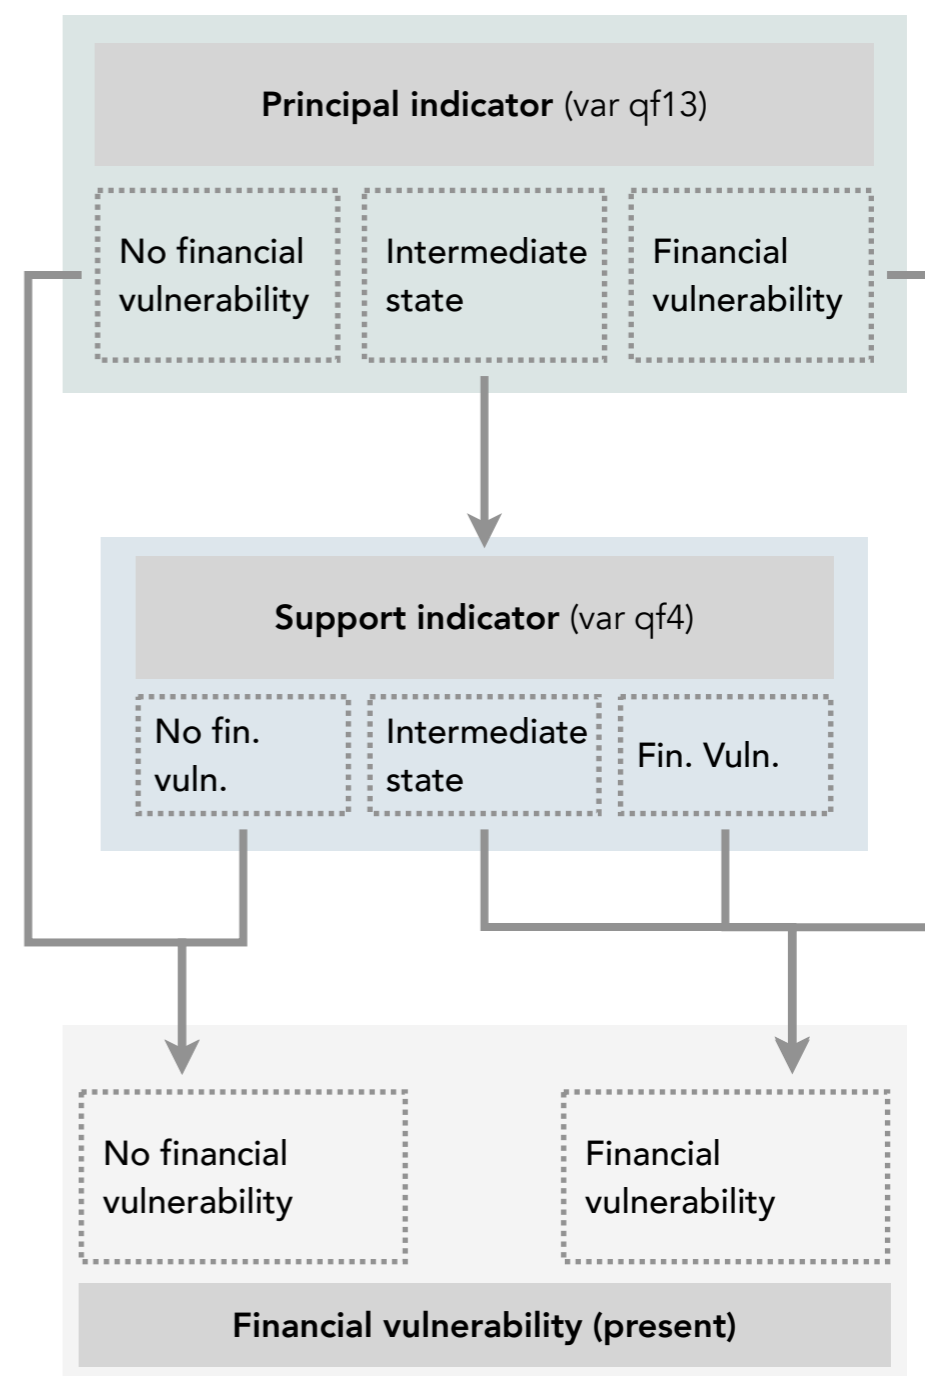 Principal indicator (var qf13)
No financial
vulnerability
Intermediate
state
Financial
vulnerability
Support indicator (var qf4)
No fin.
vuln.
Intermediate
state
Fin. Vuln.
No financial
vulnerability
Financial
vulnerability
Financial vulnerability (present)